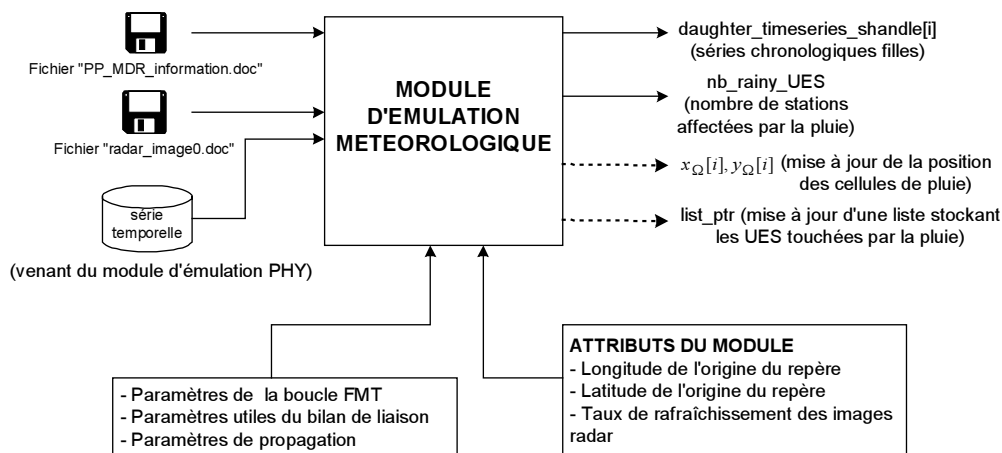 Fichier "PP_MDR_information.doc"
Fichier "radar_image0.doc"
série
temporelle
(venant du module d'émulation PHY)
MODULE
D'EMULATION
METEOROLOGIQUE
daughter_timeseries_shandle[i]
(séries chronologiques filles)
nb_rainy_UES
(nombre de stations
affectées par la pluie)
x_Ω[i], y_Ω[i] (mise à jour de la position
des cellules de pluie)
list_ptr (mise à jour d'une liste stockant
les UES touchées par la pluie)
- Paramètres de la boucle FMT
- Paramètres utiles du bilan de liaison
- Paramètres de propagation
ATTRIBUTS DU MODULE
- Longitude de l'origine du repère
- Latitude de l'origine du repère
- Taux de rafraîchissement des images
radar